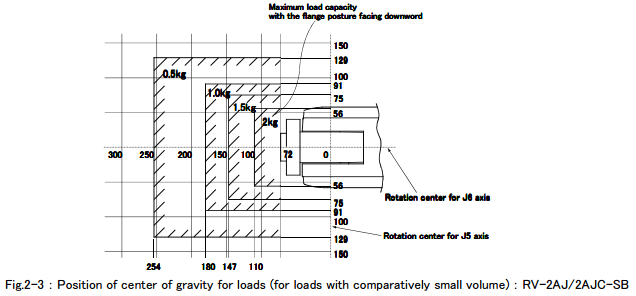 Maximum load capacity
with the flange posture facing downword
150
129
100
0.5kg
91
1.0kg
75
1.5kg
56
2kg
300 250 200 150 100 72 0
56
Rotation center for J6 axis
75
91
100
129
Rotation center for J5 axis
150
254 180 147 110
Fig.2-3 : Position of center of gravity for loads (for loads with comparatively small volume) : RV-2AJ/2AJC-SB